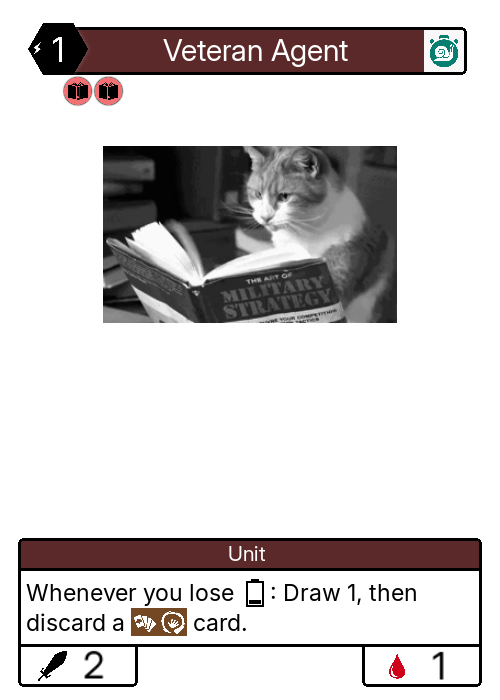 1
Veteran Agent
THE ART OF
MILITARY
STRATEGY
Unit
Whenever you lose : Draw 1, then
discard a card.
2
1